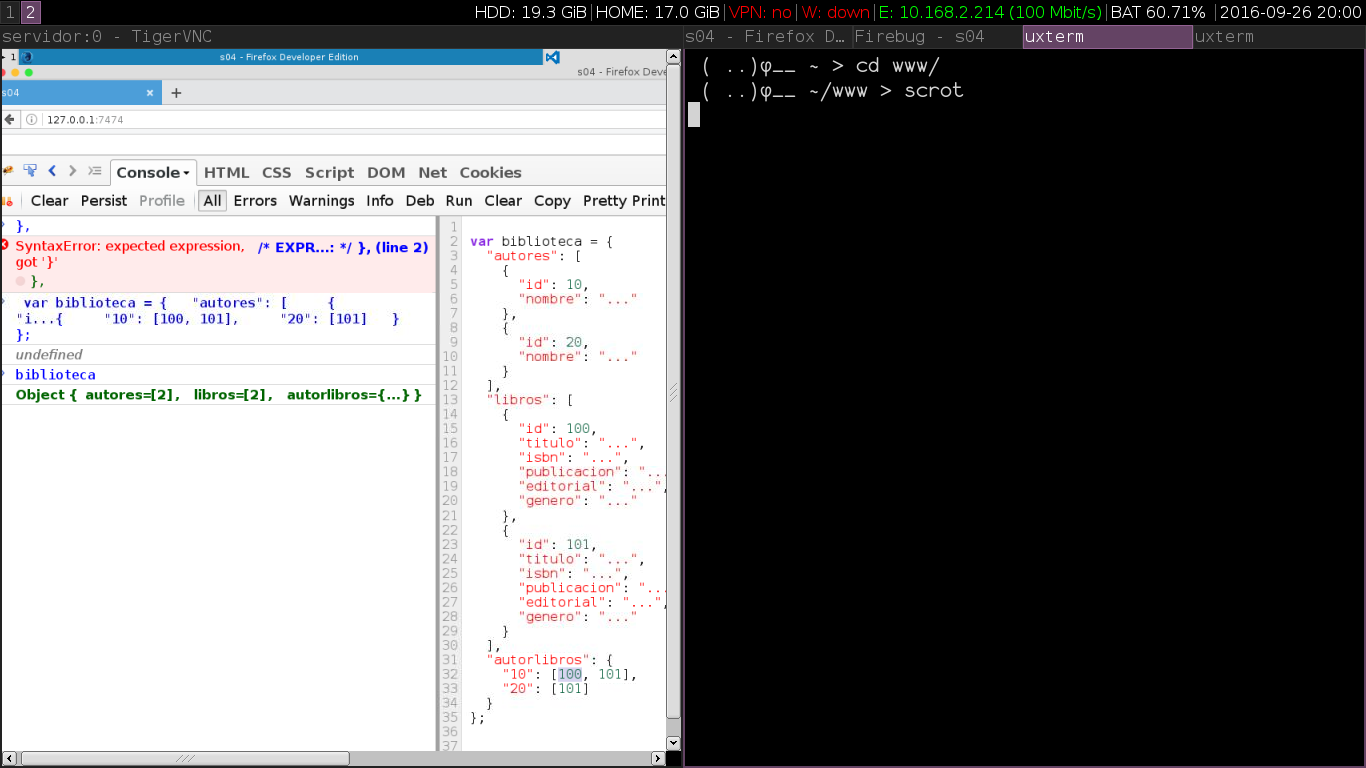 1 2 HDD: 19.3 GiB|HOME: 17.0 GiB|VPN: no|W: down|E: 10.168.2.214 (100 Mbit/s)|BAT 60.71% |2016-09-26 20:00
servidor:0 - TigerVNC
s04 - Firefox D… |Firebug - s04 uxterm uxterm
1 s04 - Firefox Developer Edition
s04 - Firefox Deve
s04 × +
127.0.0.1:7474
Console HTML CSS Script DOM Net Cookies
Clear Persist Profile All Errors Warnings Info Deb Run Clear Copy Pretty Print
},
SyntaxError: expected expression, /* EXPR...: */ }, (line 2)
got '}'
},
var biblioteca = { "autores": [ {
"i...{ "10": [100, 101], "20": [101] }
};
undefined
biblioteca
Object { autores=[2], libros=[2], autorlibros={...} }
1
2 var biblioteca = {
3 "autores": [
4 {
5 "id": 10,
6 "nombre": "..."
7 },
8 {
9 "id": 20,
10 "nombre": "..."
11 }
12 ],
13 "libros": [
14 {
15 "id": 100,
16 "titulo": "...",
17 "isbn": "...",
18 "publicacion": "...
19 "editorial": "...",
20 "genero": "..."
21 },
22 {
23 "id": 101,
24 "titulo": "...",
25 "isbn": "...",
26 "publicacion": "...
27 "editorial": "...",
28 "genero": "..."
29 }
30 ],
31 "autorlibros": {
32 "10": [100, 101],
33 "20": [101]
34 }
35 };
36
37
( ..)φ__ ~ > cd www/
( ..)φ__ ~/www > scrot